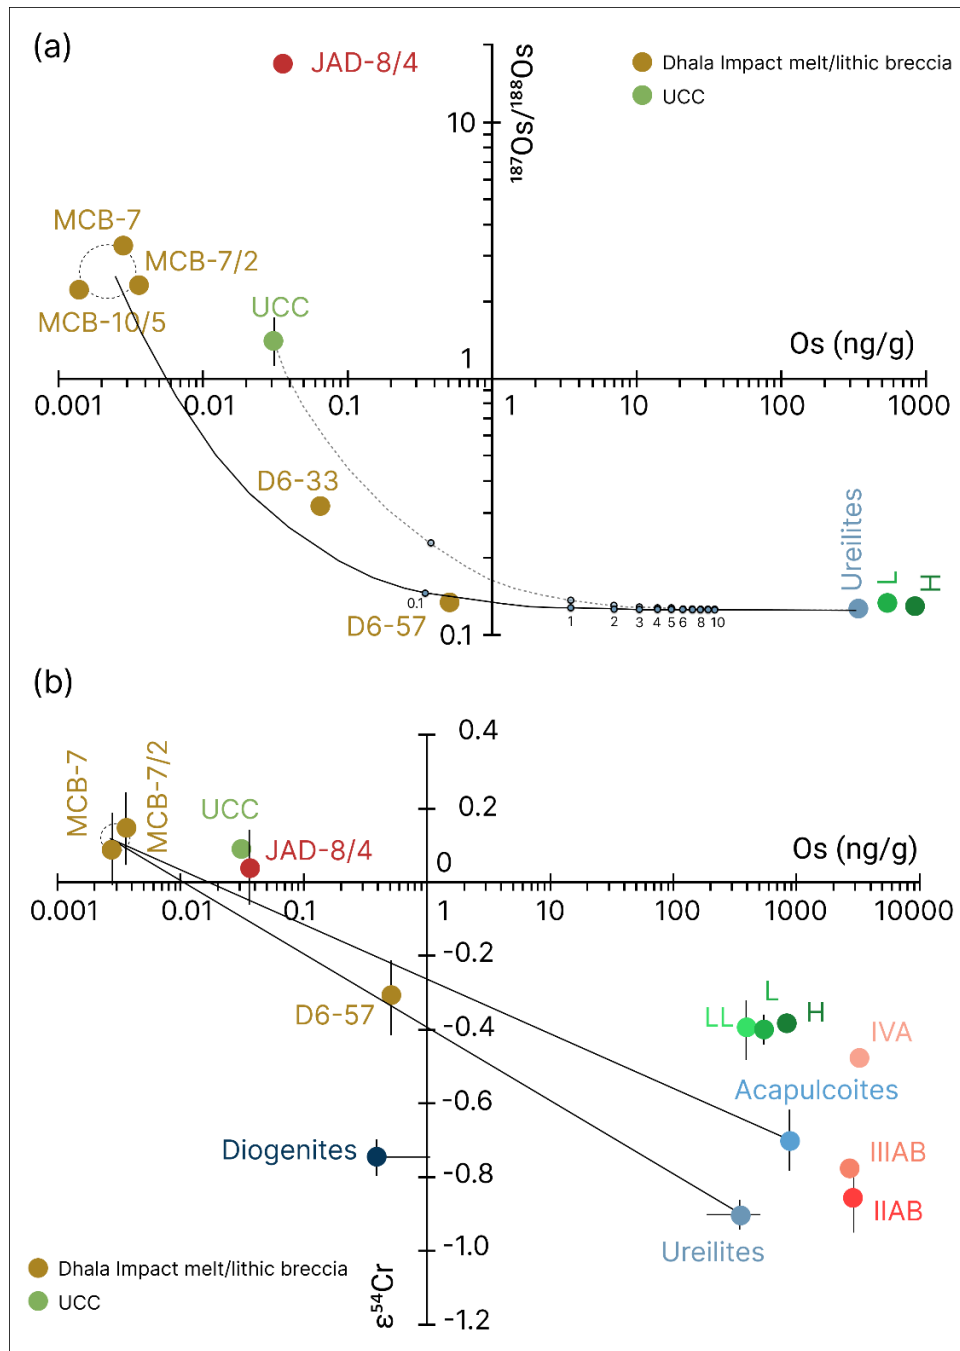 (a)
JAD-8/4
187Os/188Os
Dhala Impact melt/lithic breccia
UCC
10
MCB-7
MCB-7/2
MCB-10/5
UCC
1
Os (ng/g)
0.001
0.01
0.1
1
10
100
1000
D6-33
Ureilites
L
H
0.1
D6-57
0.1
1
2
3
4
5
6
8
10
(b)
0.4
MCB-7
MCB-7/2
0.2
UCC
JAD-8/4
0
Os (ng/g)
0.001
0.01
0.1
1
10
100
1000
10000
-0.2
D6-57
-0.4
LL
L
H
IVA
-0.6
Acapulcoites
Diogenites
-0.8
IIIAB
IIAB
-1.0
Ureilites
Dhala Impact melt/lithic breccia
UCC
ε54Cr
-1.2